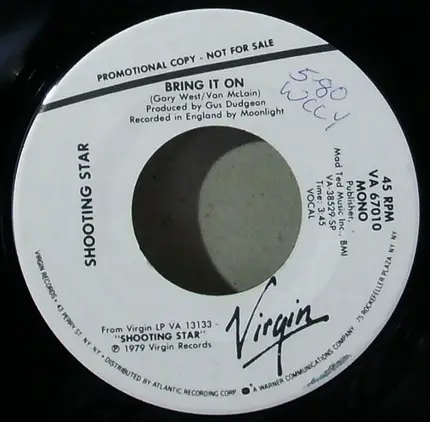 PROMOTIONAL COPY - NOT FOR SALE
BRING IT ON
(Gary West/Van McLain)
Produced by Gus Dudgeon
Recorded in England by Moonlight
5-80
WCCY
SHOOTING STAR
45 RPM
VA 67010
MONO
Publisher,
Mad Ted Music Inc., BMI
VA-38529-SP
Time: 3:45
VOCAL
From Virgin LP VA 13133 -
"SHOOTING STAR"
℗ 1979 Virgin Records
Virgin
VIRGIN RECORDS • 43 PERRY ST. NY. NY • DISTRIBUTED BY ATLANTIC RECORDING CORP. A WARNER COMMUNICATIONS COMPANY 75 ROCKEFELLER PLAZA, NY NY